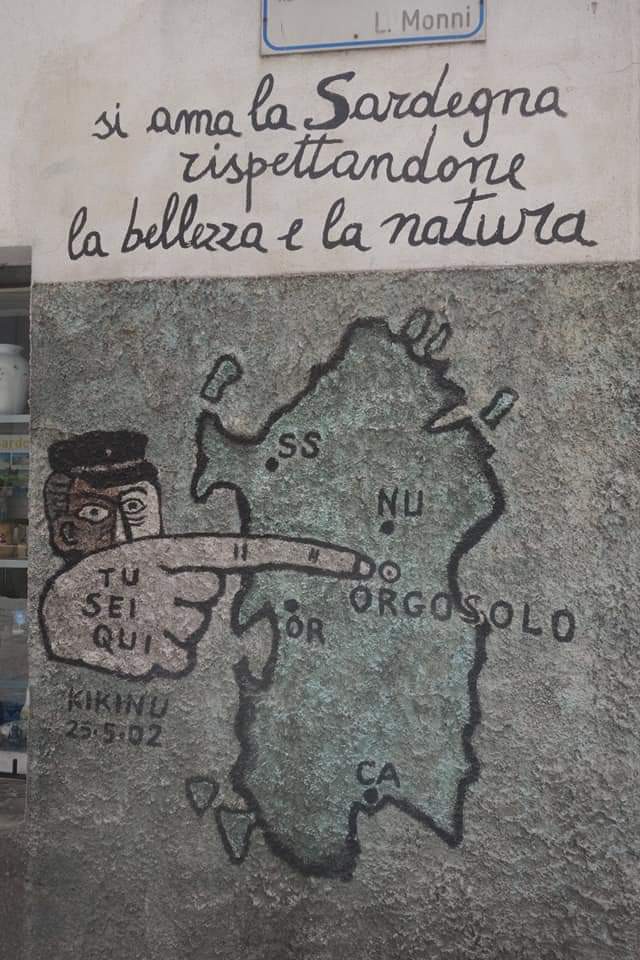 L. Monni
si ama la Sardegna
rispettandone
la bellezza e la natura
SS
NU
TU
SEI
QUI
ORGOSOLO
OR
KIKINU
25·5·02
CA